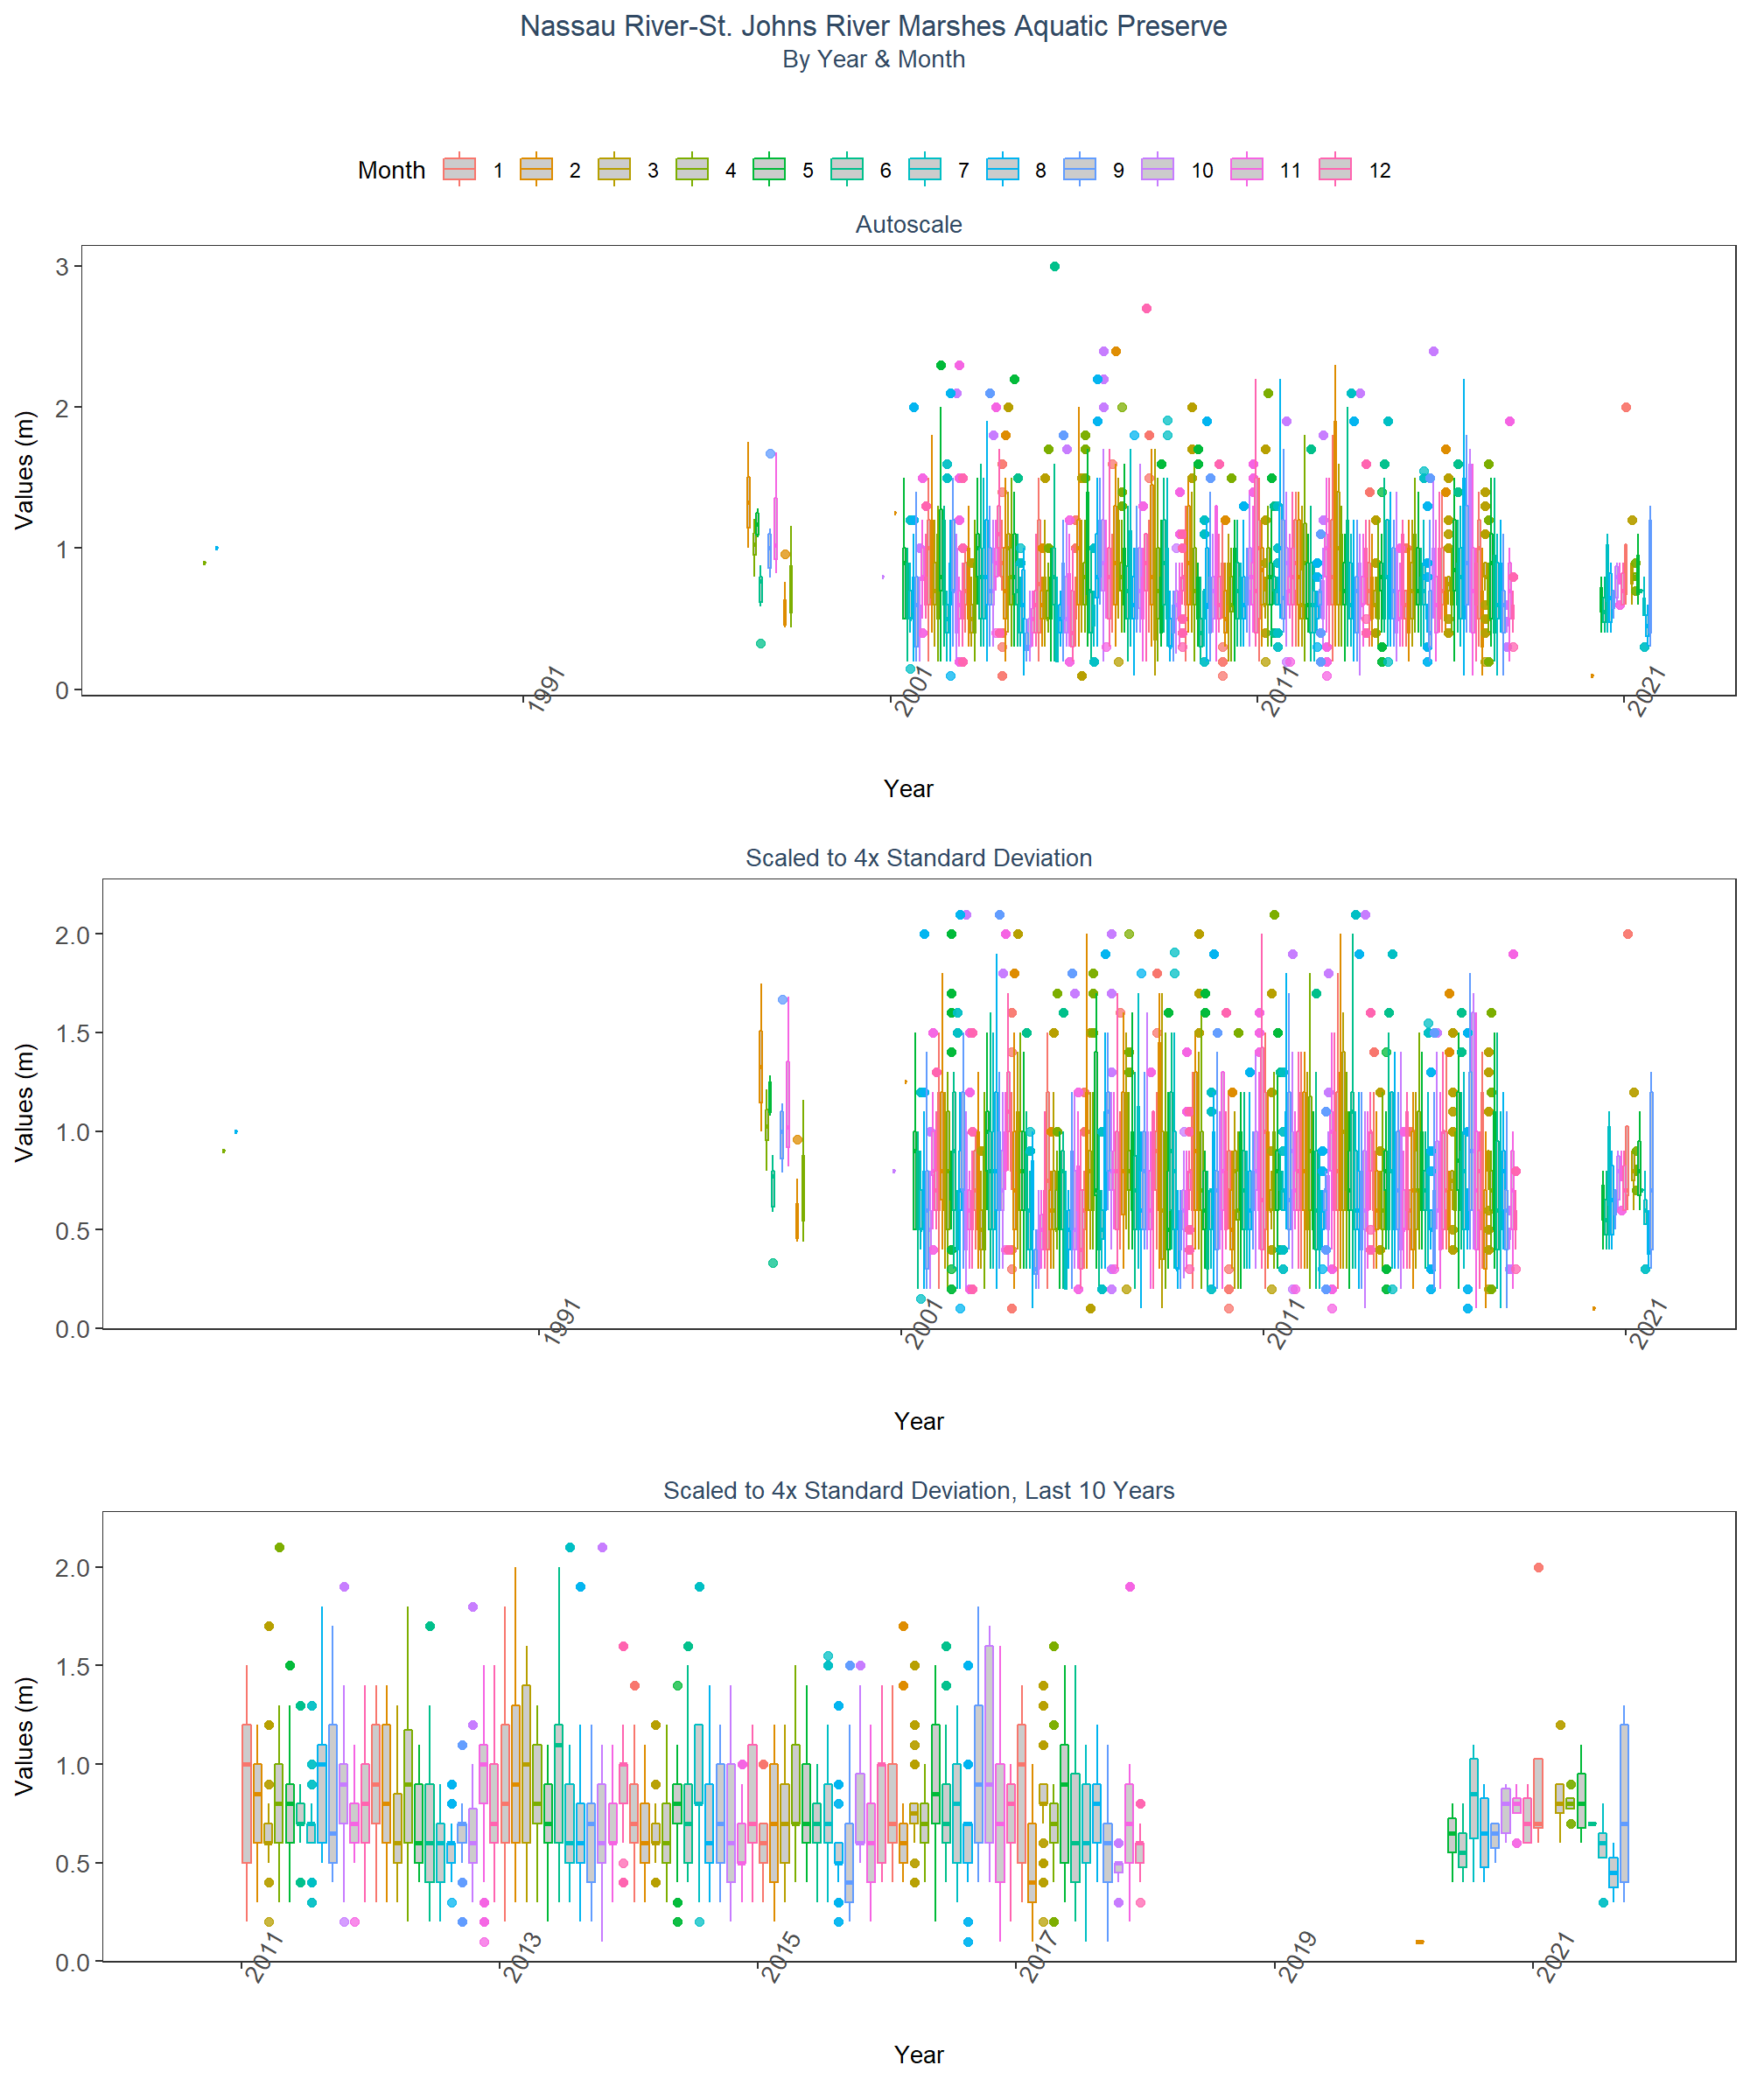 Nassau River-St. Johns River Marshes Aquatic Preserve
By Year & Month
Month 1 2 3 4 5 6 7 8 9 10 11 12
Autoscale
Values (m)
3
2
1
0
1991 2001 2011 2021
Year
Scaled to 4x Standard Deviation
Values (m)
2.0
1.5
1.0
0.5
0.0
1991 2001 2011 2021
Year
Scaled to 4x Standard Deviation, Last 10 Years
Values (m)
2.0
1.5
1.0
0.5
0.0
2011 2013 2015 2017 2019 2021
Year